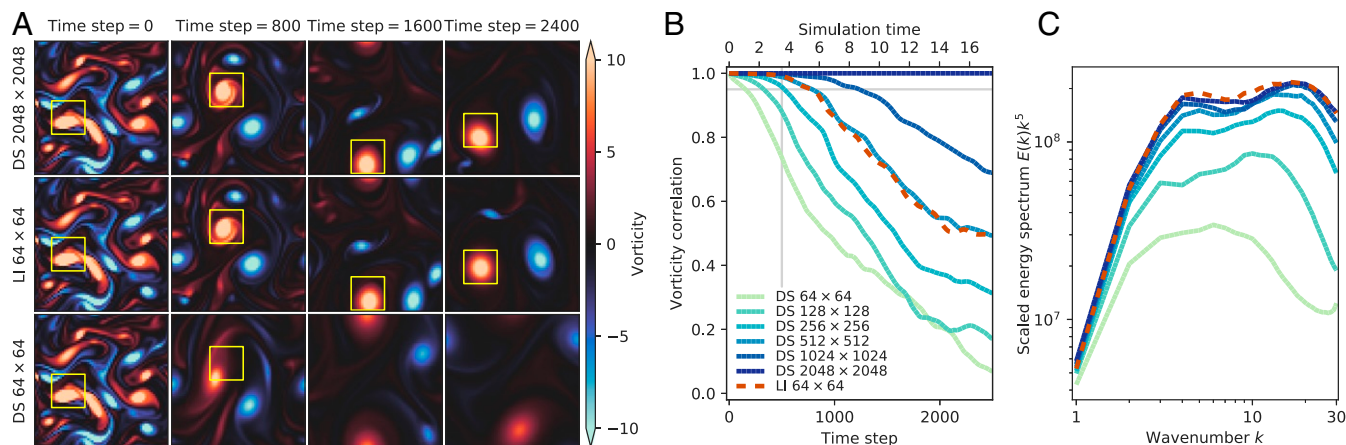 A
Time step = 0
Time step = 800
Time step = 1600
Time step = 2400
DS 2048 × 2048
LI 64 × 64
DS 64 × 64
10
5
0
−5
−10
Vorticity
B
Simulation time
0 2 4 6 8 10 12 14 16
1.0
0.8
0.6
0.4
0.2
0.0
Vorticity correlation
DS 64 × 64
DS 128 × 128
DS 256 × 256
DS 512 × 512
DS 1024 × 1024
DS 2048 × 2048
LI 64 × 64
0 1000 2000
Time step
C
Scaled energy spectrum E(k)k⁵
10⁸
10⁷
1 10 30
Wavenumber k